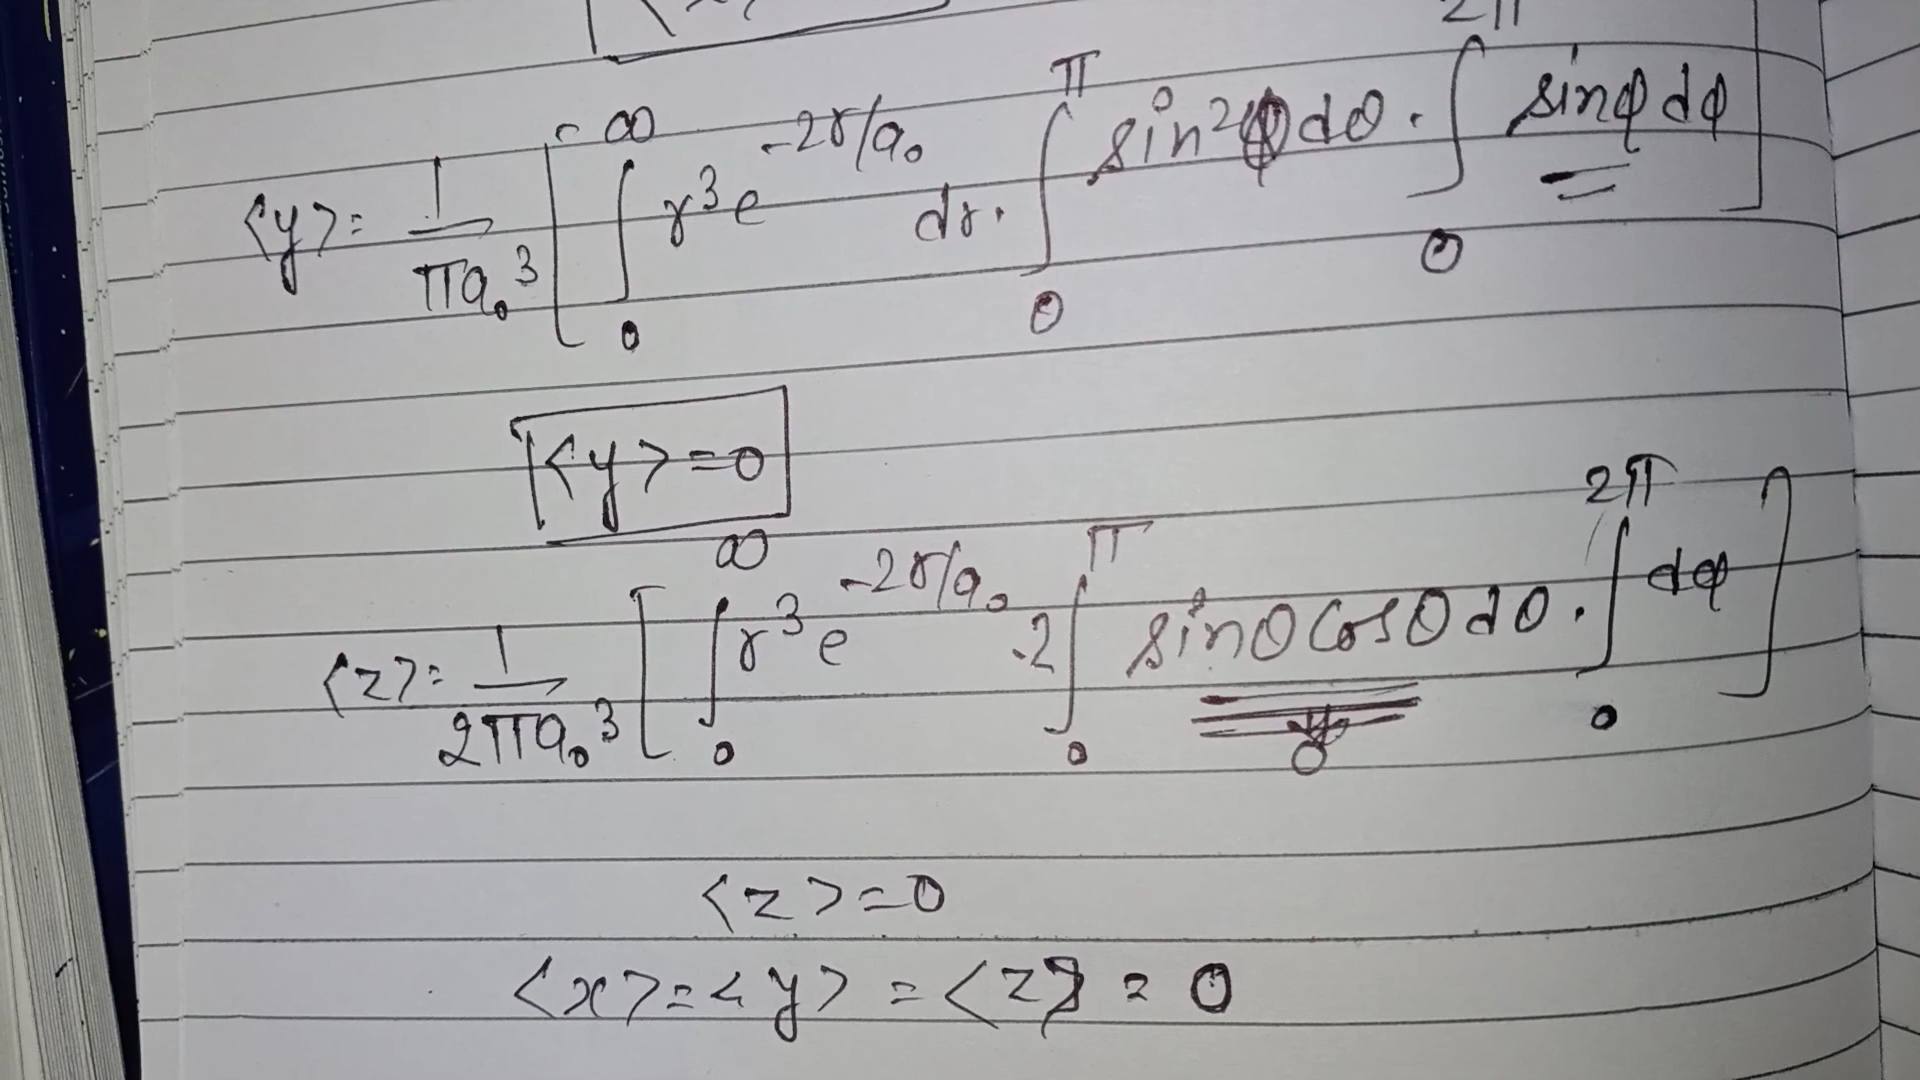 <y> = 1/πa₀³ [ ∫₀^∞ r³ e^(-2r/a₀) dr . ∫₀^π sin²θ dθ . ∫₀^2π sinφ dφ ]
<y> = 0
<z> = 1/2πa₀³ [ ∫₀^∞ r³ e^(-2r/a₀) . 2∫₀^π sinθ cosθ dθ . ∫₀^2π dφ ]
0
<z> = 0
<x> = <y> = <z> = 0